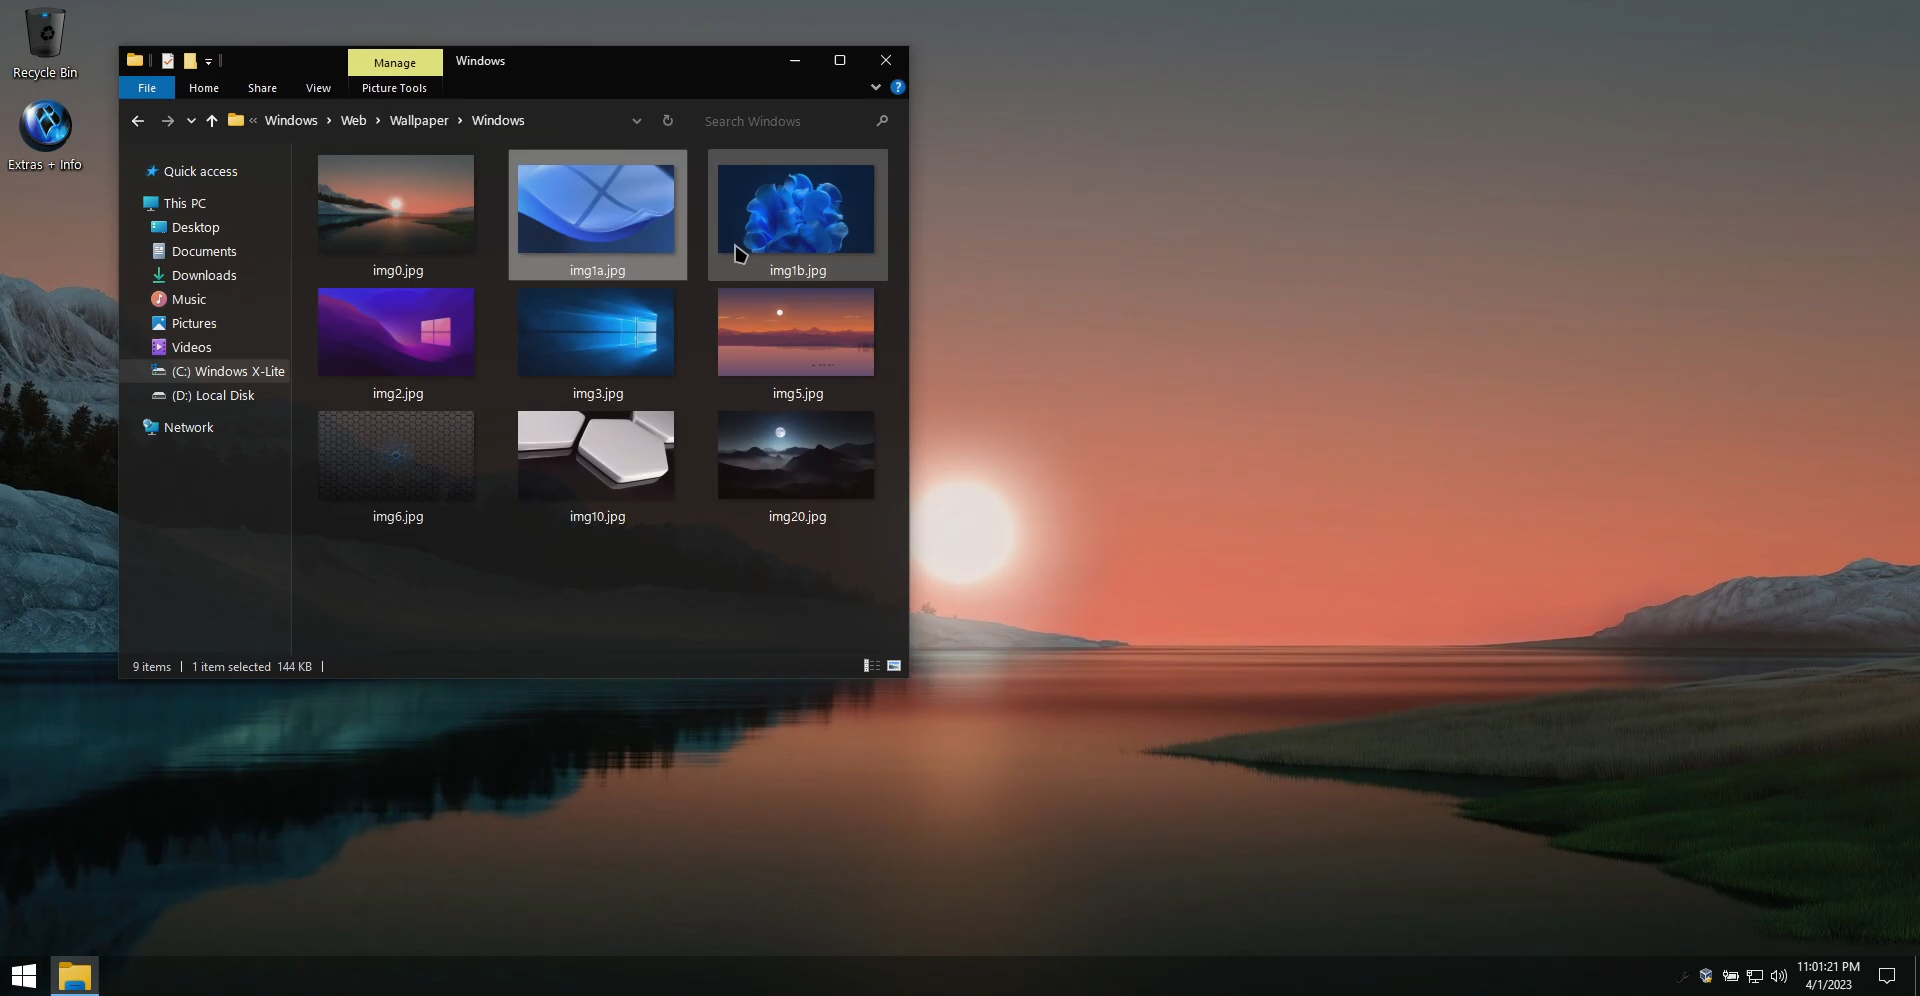 Recycle Bin
Extras + Info
Manage
Windows
File
Home
Share
View
Picture Tools
?
« Windows › Web › Wallpaper › Windows
Search Windows
Quick access
This PC
Desktop
Documents
Downloads
Music
Pictures
Videos
(C:) Windows X-Lite
(D:) Local Disk
Network
img0.jpg
img1a.jpg
img1b.jpg
img2.jpg
img3.jpg
img5.jpg
img6.jpg
img10.jpg
img20.jpg
9 items
1 item selected 144 KB
11:01:21 PM
4/1/2023